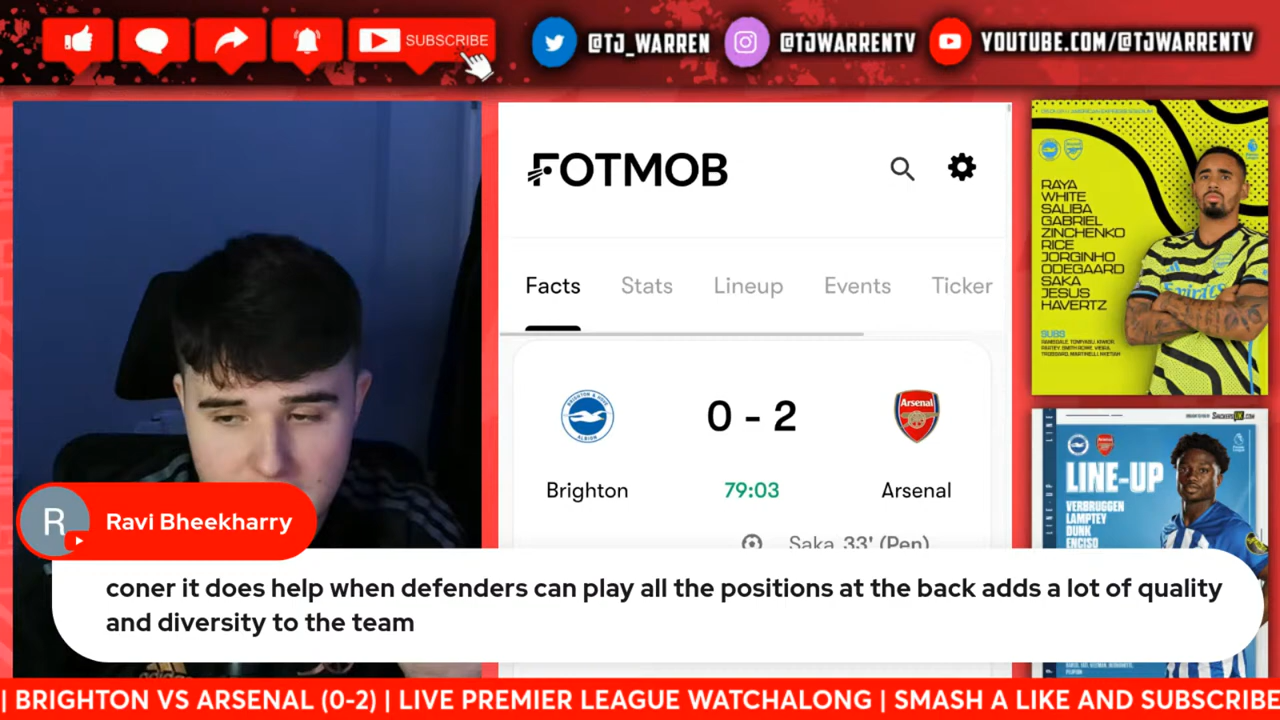 SUBSCRIBE
@TJ_WARREN
@TJWARRENTV
YOUTUBE.COM/@TJWARRENTV
FOTMOB
Facts
Stats
Lineup
Events
Ticker
0 - 2
Arsenal
Brighton
79:03
Arsenal
Saka 33' (Pen)
RAYA
WHITE
SALIBA
GABRIEL
ZINCHENKO
RICE
JORGINHO
ODEGAARD
SAKA
JESUS
HAVERTZ
SUBS
LINE-UP
VERBRUGGEN
LAMPTEY
DUNK
ENCISO
R
Ravi Bheekharry
coner it does help when defenders can play all the positions at the back adds a lot of quality
and diversity to the team
| BRIGHTON VS ARSENAL (0-2) | LIVE PREMIER LEAGUE WATCHALONG | SMASH A LIKE AND SUBSCRIBE